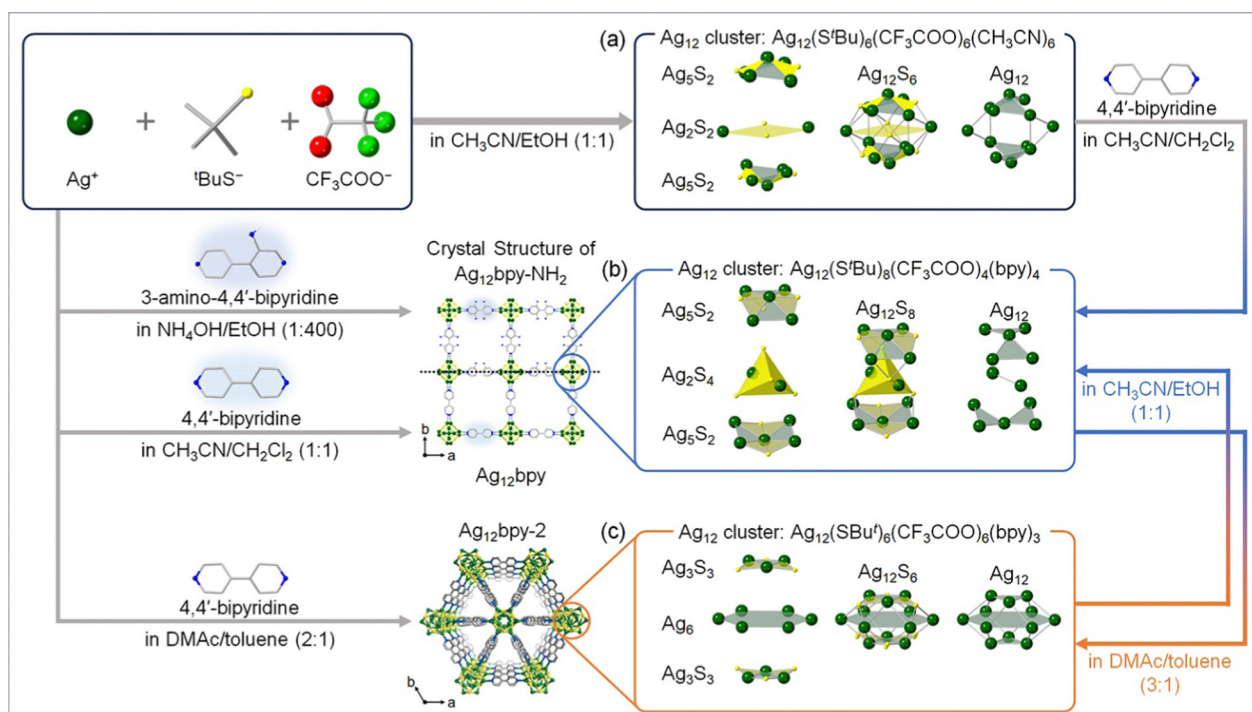 (a)
Ag₁₂ cluster: Ag₁₂(SᵗBu)₆(CF₃COO)₆(CH₃CN)₆
Ag⁺
+
ᵗBuS⁻
+
CF₃COO⁻
in CH₃CN/EtOH (1:1)
Ag₅S₂
Ag₂S₂
Ag₅S₂
Ag₁₂S₆
Ag₁₂
4,4′-bipyridine
in CH₃CN/CH₂Cl₂
3-amino-4,4′-bipyridine
in NH₄OH/EtOH (1:400)
4,4′-bipyridine
in CH₃CN/CH₂Cl₂ (1:1)
Crystal Structure of
Ag₁₂bpy-NH₂
b
a
Ag₁₂bpy
(b)
Ag₁₂ cluster: Ag₁₂(SᵗBu)₈(CF₃COO)₄(bpy)₄
Ag₅S₂
Ag₂S₄
Ag₅S₂
Ag₁₂S₈
Ag₁₂
in CH₃CN/EtOH
(1:1)
4,4′-bipyridine
in DMAc/toluene (2:1)
Ag₁₂bpy-2
b
a
(c)
Ag₁₂ cluster: Ag₁₂(SBuᵗ)₆(CF₃COO)₆(bpy)₃
Ag₃S₃
Ag₆
Ag₃S₃
Ag₁₂S₆
Ag₁₂
in DMAc/toluene
(3:1)